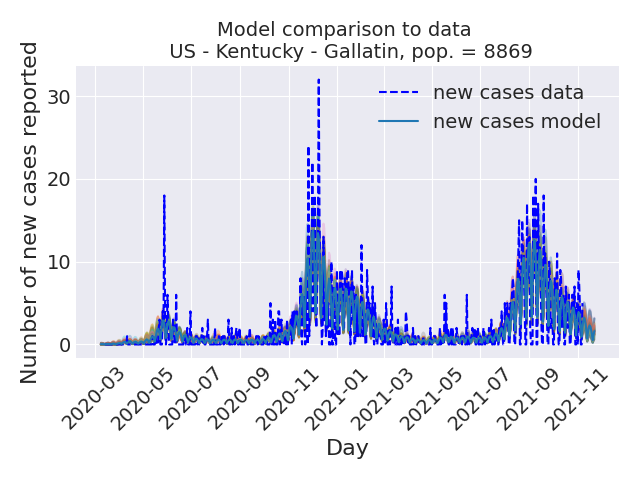 Model comparison to data
US - Kentucky - Gallatin, pop. = 8869
Number of new cases reported
30
20
10
0
new cases data
new cases model
2020-03
2020-05
2020-07
2020-09
2020-11
2021-01
2021-03
2021-05
2021-07
2021-09
2021-11
Day